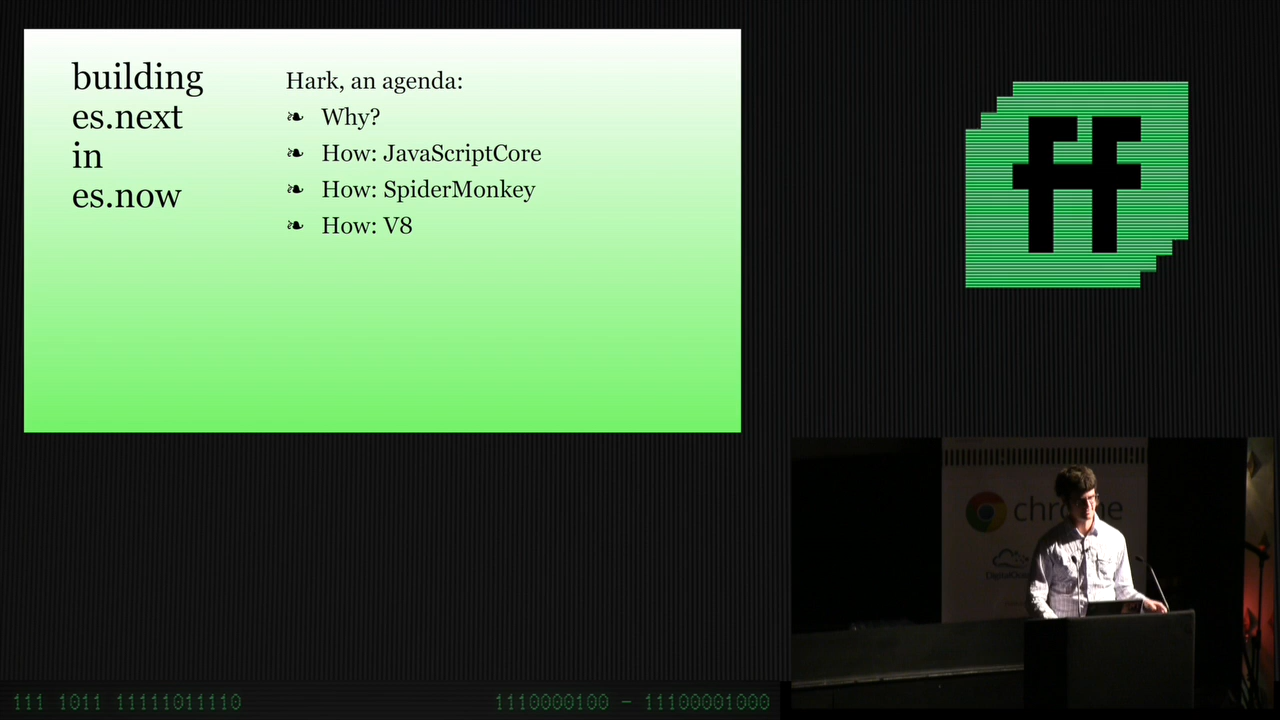 building
es.next
in
es.now
Hark, an agenda:
❧ Why?
❧ How: JavaScriptCore
❧ How: SpiderMonkey
❧ How: V8
ff
chrome
111 1011 11111011110
1110000100 – 11100001000